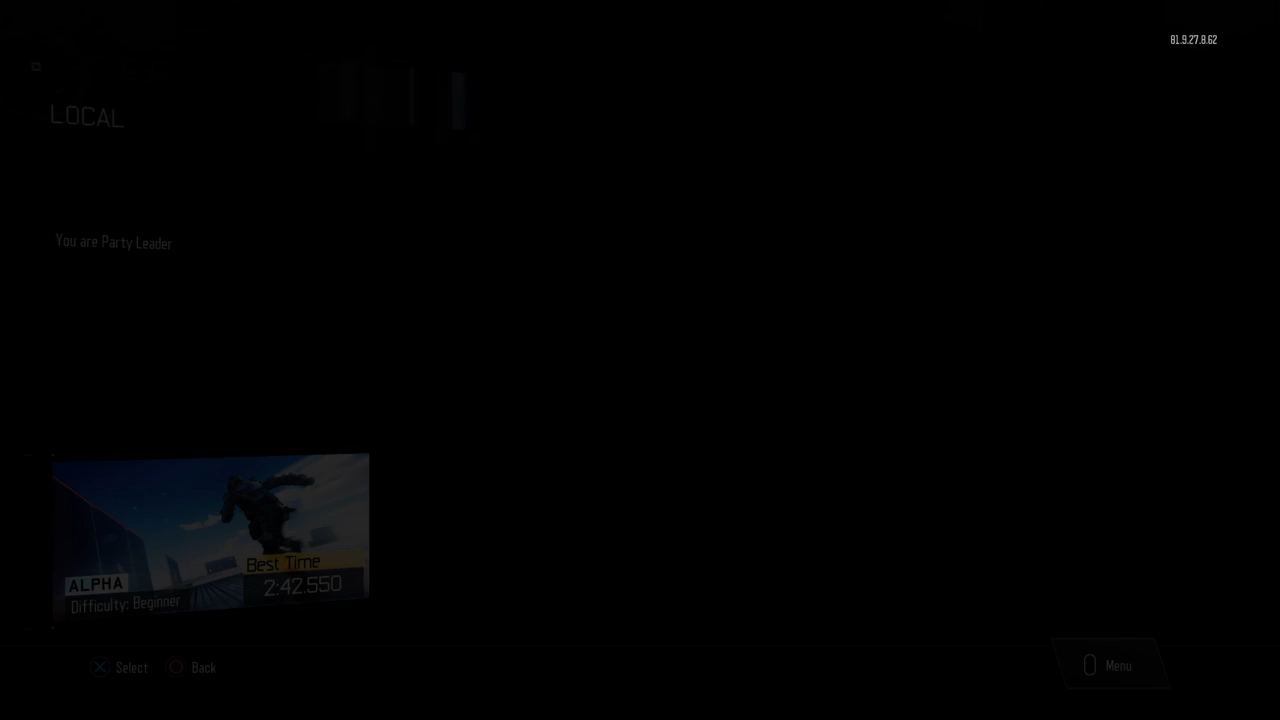 81.9.27.8.62
LOCAL
You are Party Leader
Best Time
ALPHA
2:42.550
Difficulty: Beginner
Select
Back
Menu